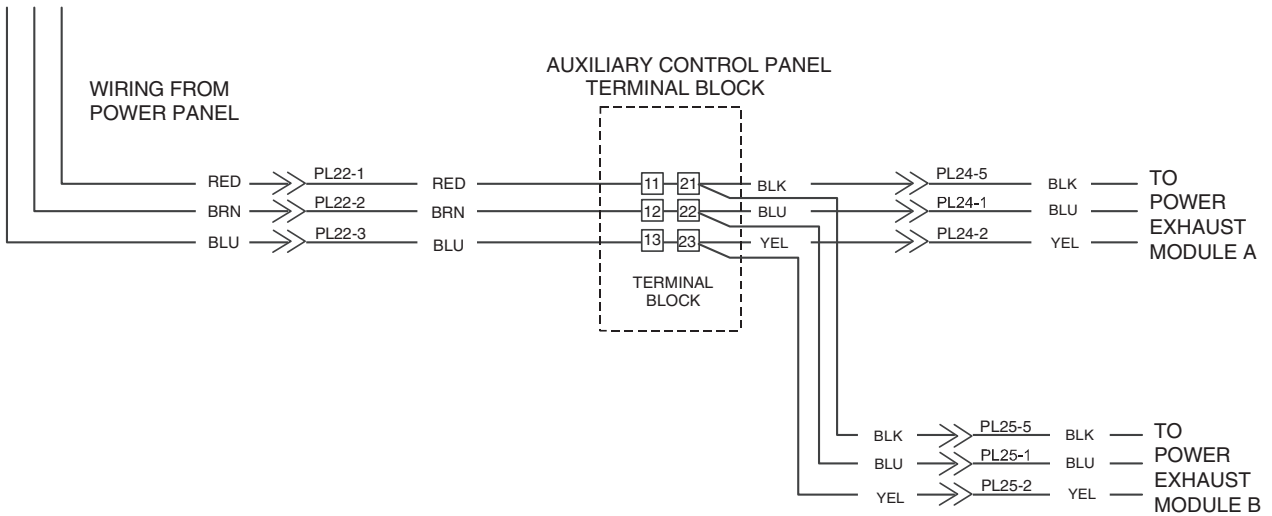 AUXILIARY CONTROL PANEL
TERMINAL BLOCK
WIRING FROM
POWER PANEL
RED PL22-1 RED 11 21 BLK PL24-5 BLK
BRN PL22-2 BRN 12 22 BLU PL24-1 BLU
BLU PL22-3 BLU 13 23 YEL PL24-2 YEL
TO
POWER
EXHAUST
MODULE A
TERMINAL
BLOCK
BLK PL25-5 BLK
BLU PL25-1 BLU
YEL PL25-2 YEL
TO
POWER
EXHAUST
MODULE B